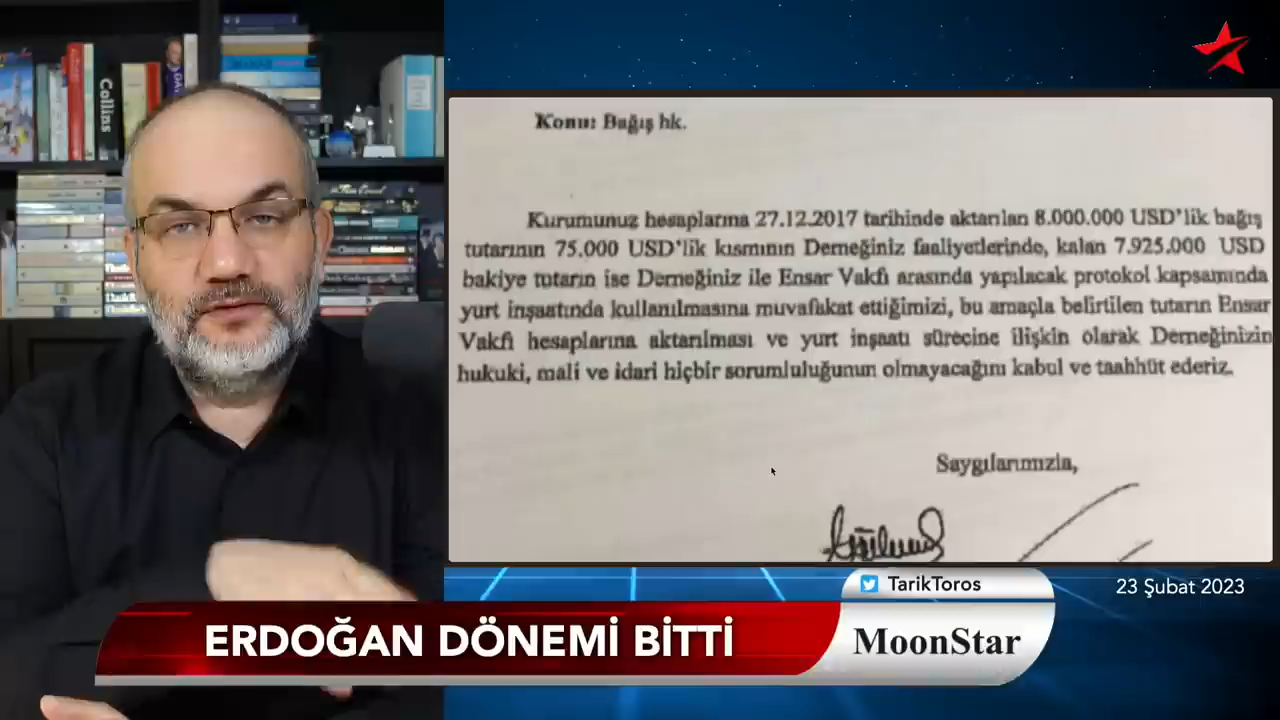 Collins
Konu: Bağış hk.
Kurumunuz hesaplarına 27.12.2017 tarihinde aktarılan 8.000.000 USD'lik bağış
tutarının 75.000 USD'lik kısmının Derneğiniz faaliyetlerinde, kalan 7.925.000 USD
bakiye tutarın ise Derneğiniz ile Ensar Vakfı arasında yapılacak protokol kapsamında
yurt inşaatında kullanılmasına muvafakat ettiğimizi, bu amaçla belirtilen tutarın Ensar
Vakfı hesaplarına aktarılması ve yurt inşaatı sürecine ilişkin olarak Derneğinizin
hukuki, mali ve idari hiçbir sorumluluğunun olmayacağını kabul ve taahhüt ederiz.
Saygılarımızla,
TarikToros
23 Şubat 2023
ERDOĞAN DÖNEMİ BİTTİ
MoonStar